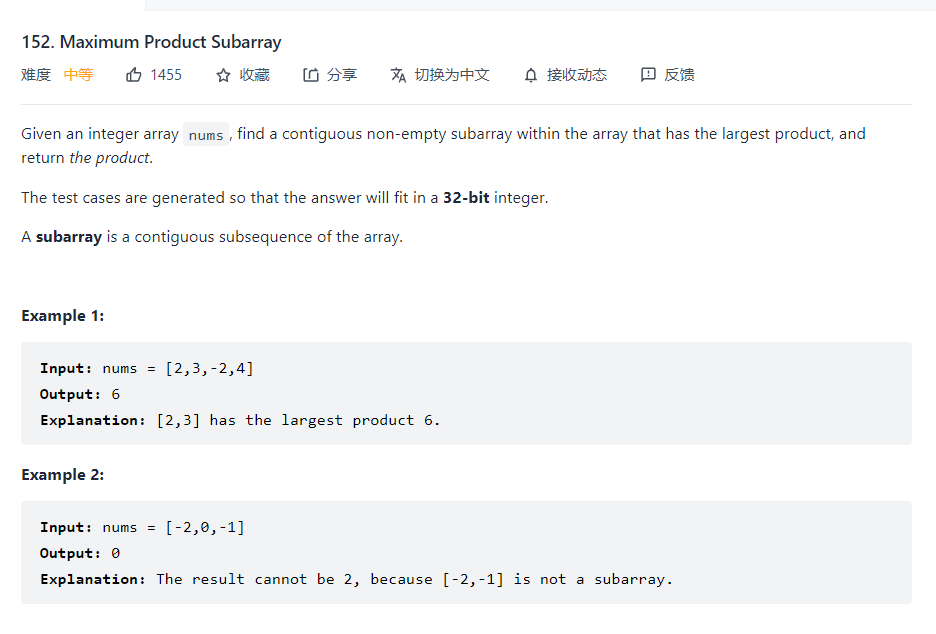 152. Maximum Product Subarray
难度 中等 1455 收藏 分享 切换为中文 接收动态 反馈
Given an integer array nums, find a contiguous non-empty subarray within the array that has the largest product, and
return the product.
The test cases are generated so that the answer will fit in a 32-bit integer.
A subarray is a contiguous subsequence of the array.
Example 1:
Input: nums = [2,3,-2,4]
Output: 6
Explanation: [2,3] has the largest product 6.
Example 2:
Input: nums = [-2,0,-1]
Output: 0
Explanation: The result cannot be 2, because [-2,-1] is not a subarray.